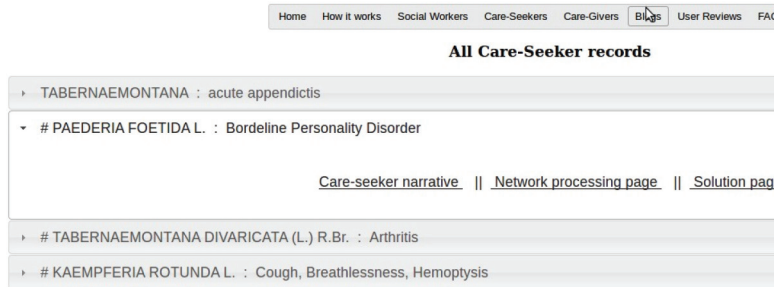 Home How it works Social Workers Care-Seekers Care-Givers Blogs User Reviews FAQ
All Care-Seeker records
TABERNAEMONTANA : acute appendictis
# PAEDERIA FOETIDA L. : Bordeline Personality Disorder
Care-seeker narrative || Network processing page || Solution pag
# TABERNAEMONTANA DIVARICATA (L.) R.Br. : Arthritis
# KAEMPFERIA ROTUNDA L. : Cough, Breathlessness, Hemoptysis